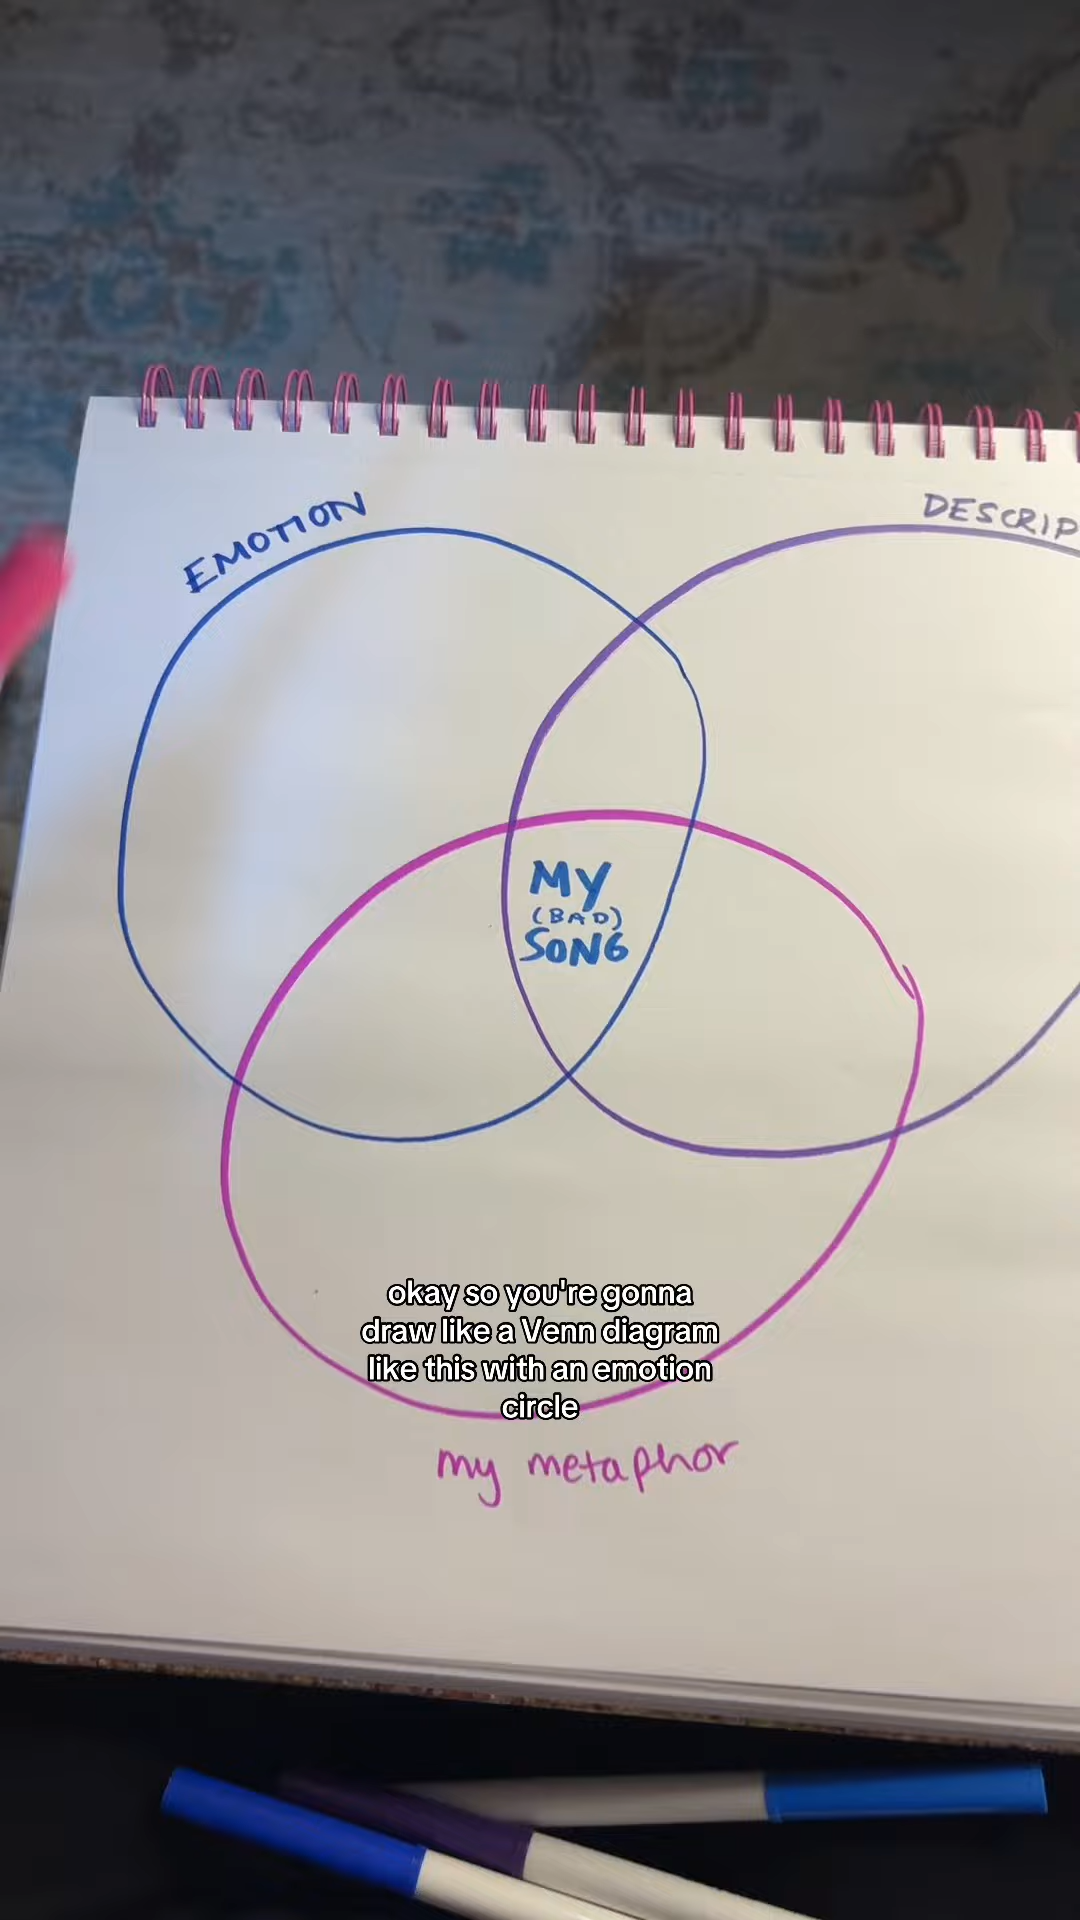 EMOTION
DESCRIP
MY
(BAD)
SONG
okay so you're gonna
draw like a Venn diagram
like this with an emotion
circle
my metaphor